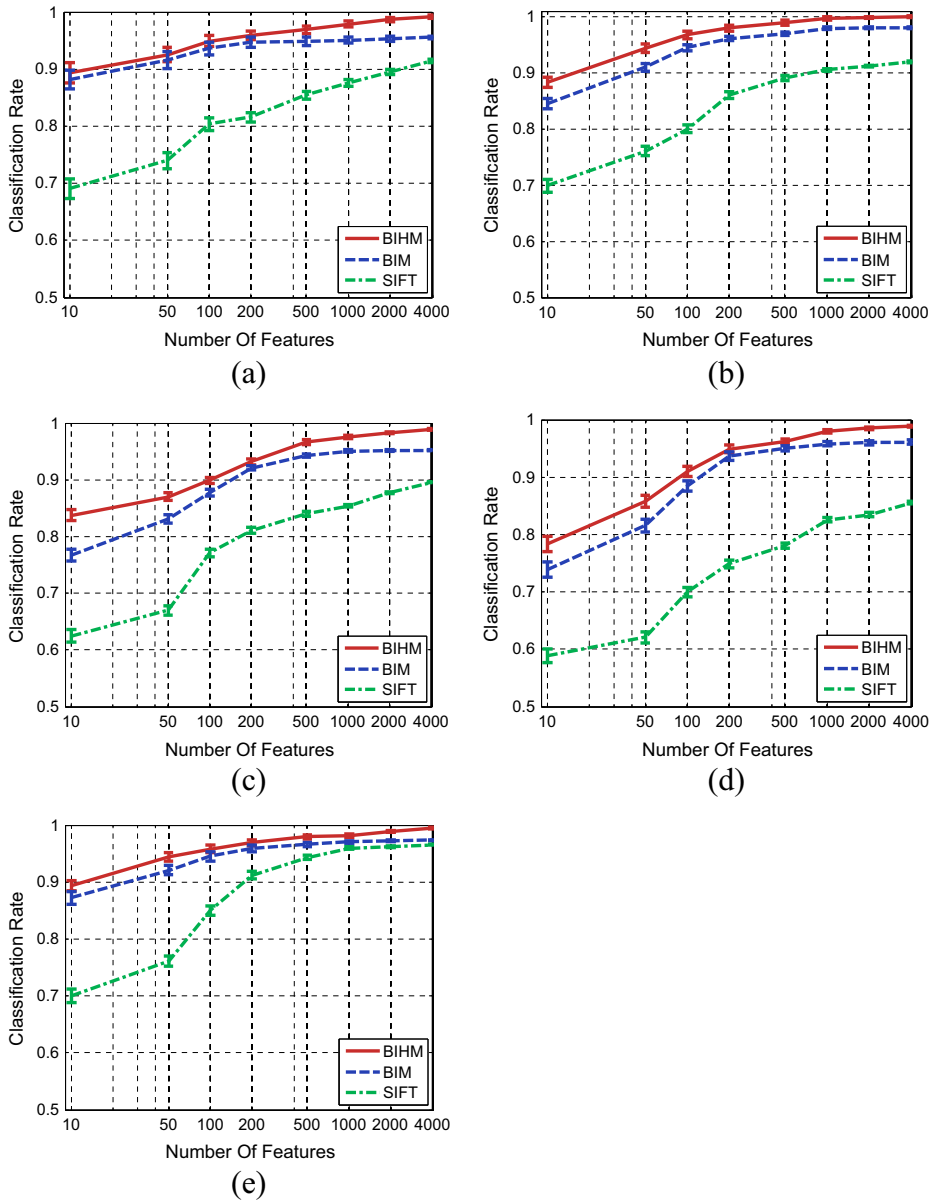 1
0.9
0.8
0.7
0.6
0.5
Classification Rate
BIHM
BIM
SIFT
10 50 100 200 500 1000 2000 4000
Number Of Features
(a)
1
0.9
0.8
0.7
0.6
0.5
Classification Rate
BIHM
BIM
SIFT
10 50 100 200 500 1000 2000 4000
Number Of Features
(b)
1
0.9
0.8
0.7
0.6
0.5
Classification Rate
BIHM
BIM
SIFT
10 50 100 200 500 1000 2000 4000
Number Of Features
(c)
1
0.9
0.8
0.7
0.6
0.5
Classification Rate
BIHM
BIM
SIFT
10 50 100 200 500 1000 2000 4000
Number Of Features
(d)
1
0.9
0.8
0.7
0.6
0.5
Classification Rate
BIHM
BIM
SIFT
10 50 100 200 500 1000 2000 4000
Number Of Features
(e)